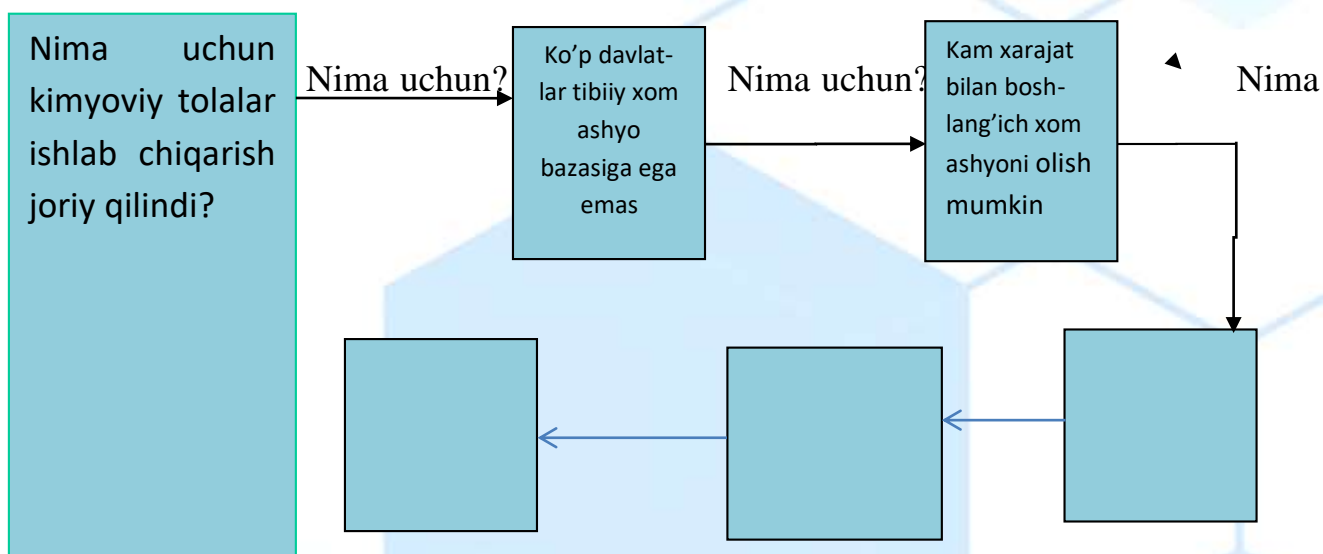 Nima uchun
kimyoviy tolalar
ishlab chiqarish
joriy qilindi?
Nima uchun?
Ko’p davlat-
lar tibiiy xom
ashyo
bazasiga ega
emas
Nima uchun?
Kam xarajat
bilan bosh-
lang’ich xom
ashyoni olish
mumkin
Nima